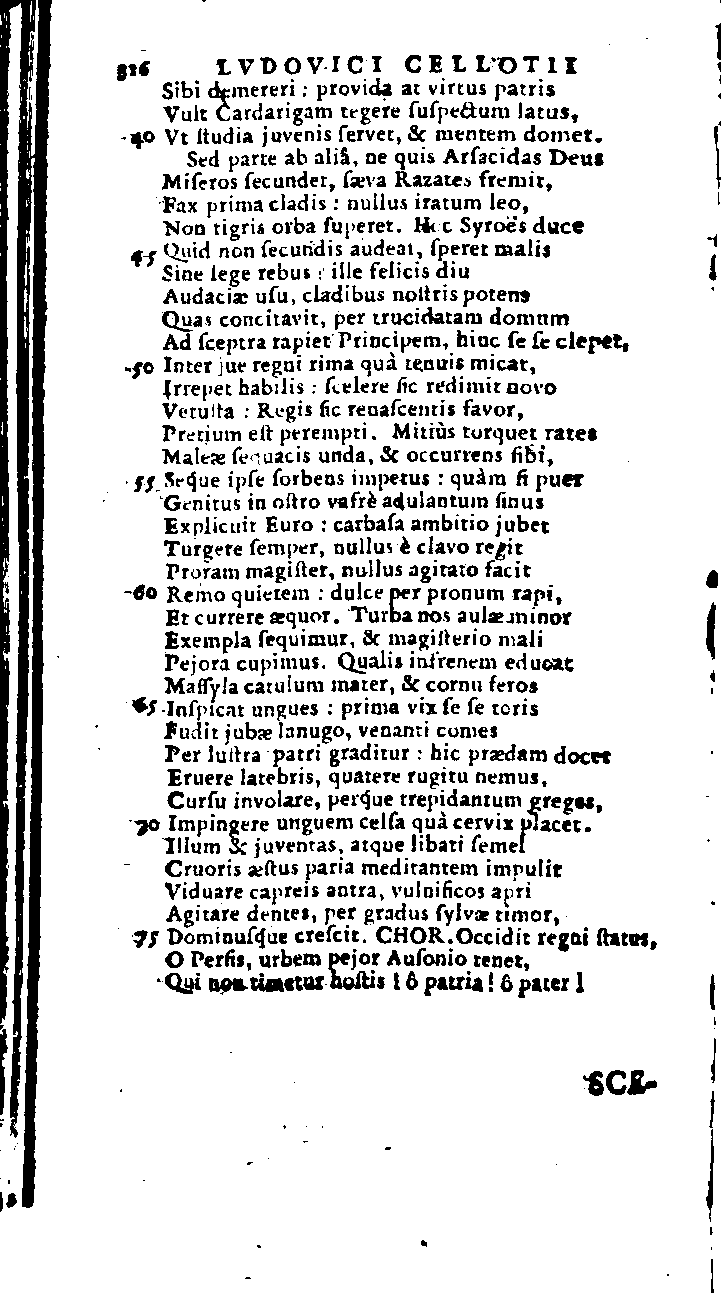 316 LVDOVICI CELLOTII
Sibi demereri : provida at virtus patris
Vult Cardarigam tegere ſuſpectum latus,
40 Vt ſtudia juvenis ſervet, & mentem domet.
Sed parte ab aliâ, ne quis Arſacidas Deus
Miſeros ſecundet, ſæva Razates fremit,
Fax prima cladis : nullus iratum leo,
Non tigris orba ſuperet. Hoc Syroës duce
45 Quid non ſecundis audeat, ſperet malis
Sine lege rebus : ille felicis diu
Audaciæ uſu, cladibus noſtris potens
Quas concitavit, per trucidatam domum
Ad ſceptra rapiet Principem, hinc ſe ſe clepet,
50 Inter jue regni rima quà tenuis micat,
Irrepet habilis : ſcelere ſic redimit novo
Vetuſta : Regis ſic renaſcentis favor,
Pretium eſt perempti. Mitiùs torquet rates
Maleæ ſequacis unda, & occurrens ſibi,
55 Seque ipſe ſorbens impetus : quàm ſi puer
Genitus in oſtro vafrè adulantum ſinus
Explicuit Euro : carbaſa ambitio jubet
Turgere ſemper, nullus è clavo regit
Proram magiſter, nullus agitato facit
60 Remo quietem : dulce per pronum rapi,
Et currere æquor. Turba nos aulæ minor
Exempla ſequimur, & magiſterio mali
Pejora cupimus. Qualis infrenem educat
Maſſyla catulum mater, & cornu feros
65 Inſpicat ungues : prima vix ſe ſe toris
Fudit jubæ lanugo, venanti comes
Per luſtra patri graditur : hic prædam docet
Eruere latebris, quatere rugitu nemus,
Curſu involare, perque trepidantum greges,
70 Impingere unguem celſa quà cervix placet.
Illum & juventas, atque libati ſemel
Cruoris æſtus paria meditantem impulit
Viduare capreis antra, vulnificos apri
Agitare dentes, per gradus ſylvæ timor,
75 Dominuſque creſcit. CHOR. Occidit regni ſtatus,
O Perſis, urbem pejor Auſonio tenet,
Qui non timetur hoſtis ! ô patria ! ô pater !
SCE-